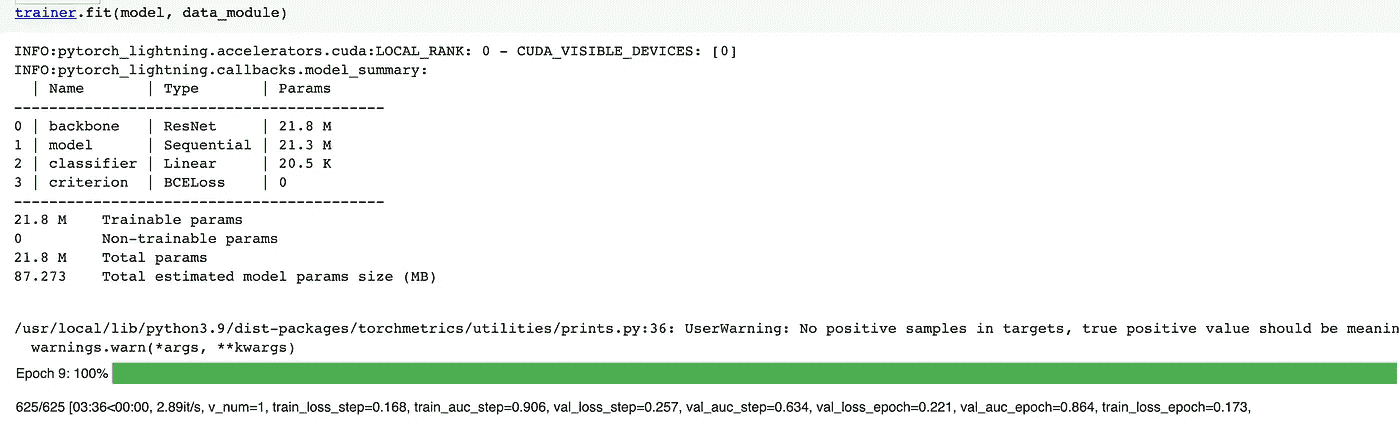 trainer.fit(model, data_module)
INFO:pytorch_lightning.accelerators.cuda:LOCAL_RANK: 0 - CUDA_VISIBLE_DEVICES: [0]
INFO:pytorch_lightning.callbacks.model_summary:
  | Name       | Type       | Params
------------------------------------------
0 | backbone   | ResNet     | 21.8 M
1 | model      | Sequential | 21.3 M
2 | classifier | Linear     | 20.5 K
3 | criterion  | BCELoss    | 0
------------------------------------------
21.8 M    Trainable params
0         Non-trainable params
21.8 M    Total params
87.273    Total estimated model params size (MB)
/usr/local/lib/python3.9/dist-packages/torchmetrics/utilities/prints.py:36: UserWarning: No positive samples in targets, true positive value should be meanin
  warnings.warn(*args, **kwargs)
Epoch 9: 100%
625/625 [03:36<00:00, 2.89it/s, v_num=1, train_loss_step=0.168, train_auc_step=0.906, val_loss_step=0.257, val_auc_step=0.634, val_loss_epoch=0.221, val_auc_epoch=0.864, train_loss_epoch=0.173,